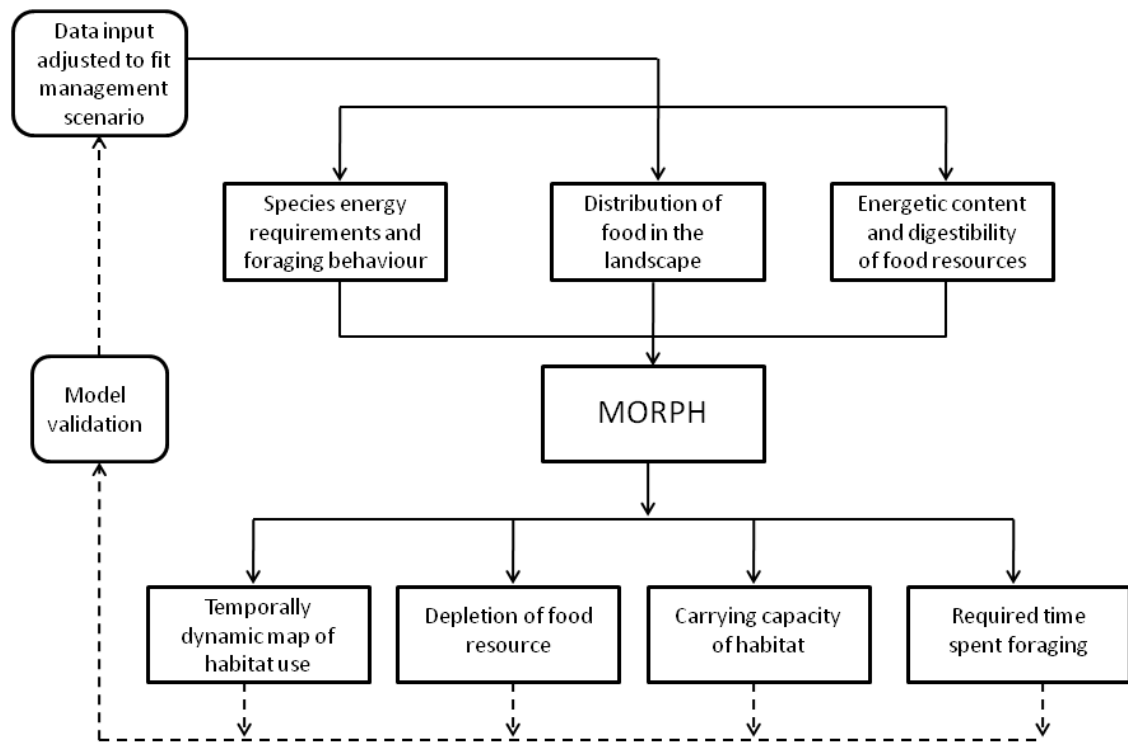 Data input
adjusted to fit
management
scenario
Species energy
requirements and
foraging behaviour
Distribution of
food in the
landscape
Energetic content
and digestibility
of food resources
Model
validation
MORPH
Temporally
dynamic map of
habitat use
Depletion of food
resource
Carrying capacity
of habitat
Required time
spent foraging